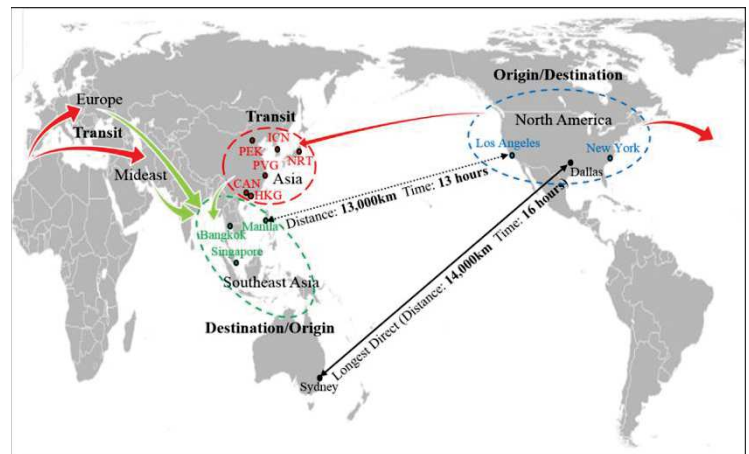 Origin/Destination
Europe
Transit
North America
Transit
ICN
Los Angeles
New York
PEK
NRT
PVG
Mideast
Asia
Dallas
CAN
HKG
Distance: 13,000km Time: 13 hours
Manila
Bangkok
Singapore
Southeast Asia
Destination/Origin
Longest Direct (Distance: 14,000km Time: 16 hours
Sydney